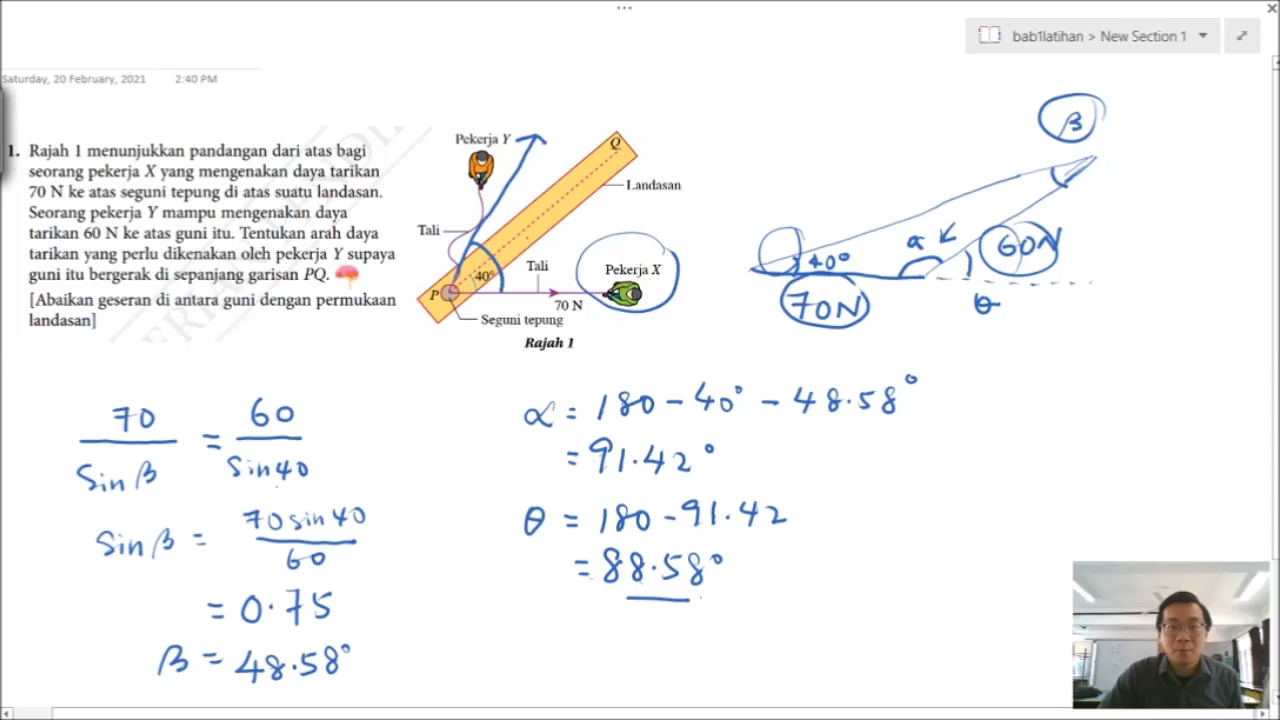 bab1latihan > New Section 1
Saturday, 20 February, 2021 2:40 PM
1. Rajah 1 menunjukkan pandangan dari atas bagi
seorang pekerja X yang mengenakan daya tarikan
70 N ke atas seguni tepung di atas suatu landasan.
Seorang pekerja Y mampu mengenakan daya
tarikan 60 N ke atas guni itu. Tentukan arah daya
tarikan yang perlu dikenakan oleh pekerja Y supaya
guni itu bergerak di sepanjang garisan PQ.
[Abaikan geseran di antara guni dengan permukaan
landasan]
Pekerja Y
Q
Landasan
Tali
40°
Tali
Pekerja X
P
70 N
Seguni tepung
Rajah 1
β
40°
α
60N
70N
θ
70 / Sin β = 60 / Sin 40
Sin β = 70 sin 40 / 60
= 0.75
β = 48.58°
α = 180 - 40° - 48.58°
= 91.42°
θ = 180 - 91.42
= 88.58°